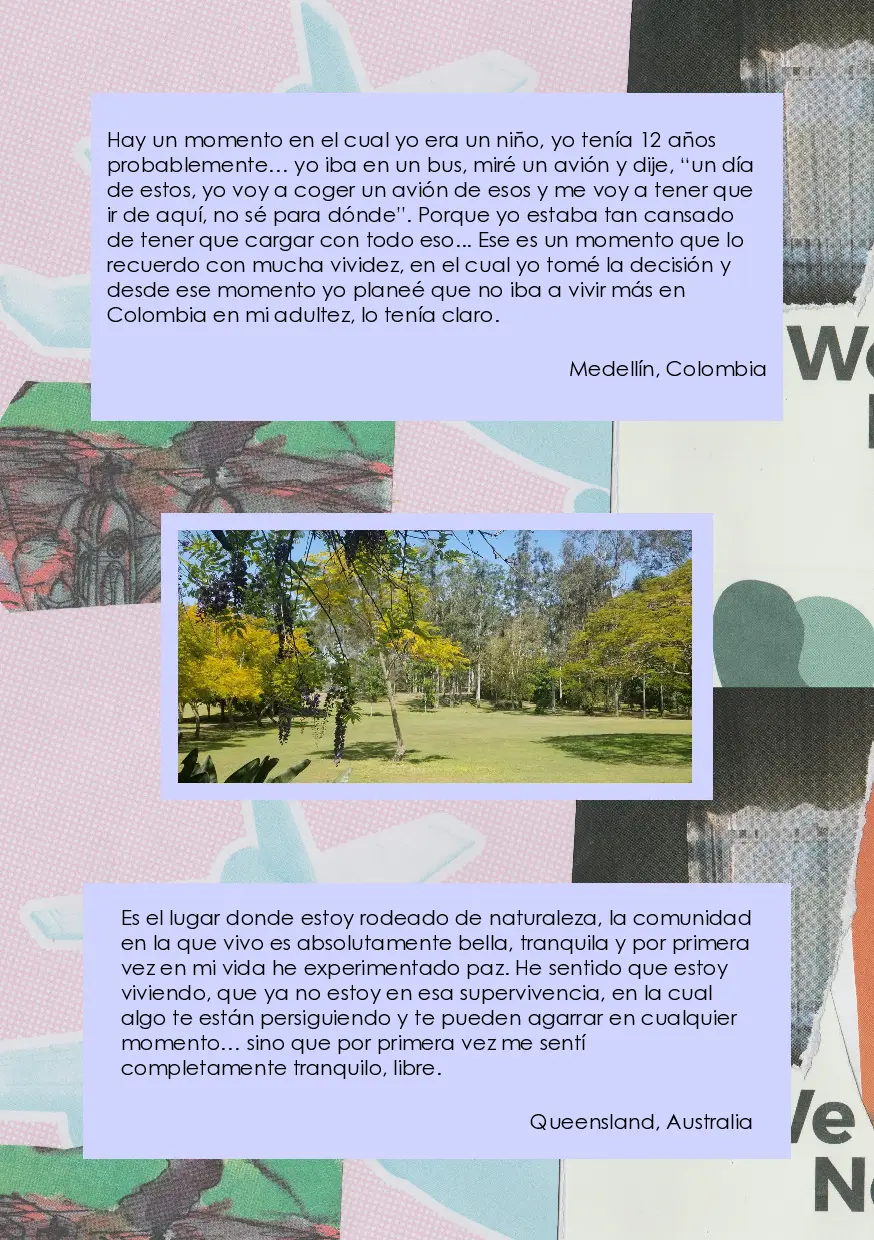 Hay un momento en el cual yo era un niño, yo tenía 12 años
probablemente... yo iba en un bus, miré un avión y dije, “un día
de estos, yo voy a coger un avión de esos y me voy a tener que
ir de aquí, no sé para dónde”. Porque yo estaba tan cansado
de tener que cargar con todo eso... Ese es un momento que lo
recuerdo con mucha vividez, en el cual yo tomé la decisión y
desde ese momento yo planeé que no iba a vivir más en
Colombia en mi adultez, lo tenía claro.
Medellín, Colombia
Es el lugar donde estoy rodeado de naturaleza, la comunidad
en la que vivo es absolutamente bella, tranquila y por primera
vez en mi vida he experimentado paz. He sentido que estoy
viviendo, que ya no estoy en esa supervivencia, en la cual
algo te están persiguiendo y te pueden agarrar en cualquier
momento... sino que por primera vez me sentí
completamente tranquilo, libre.
Queensland, Australia